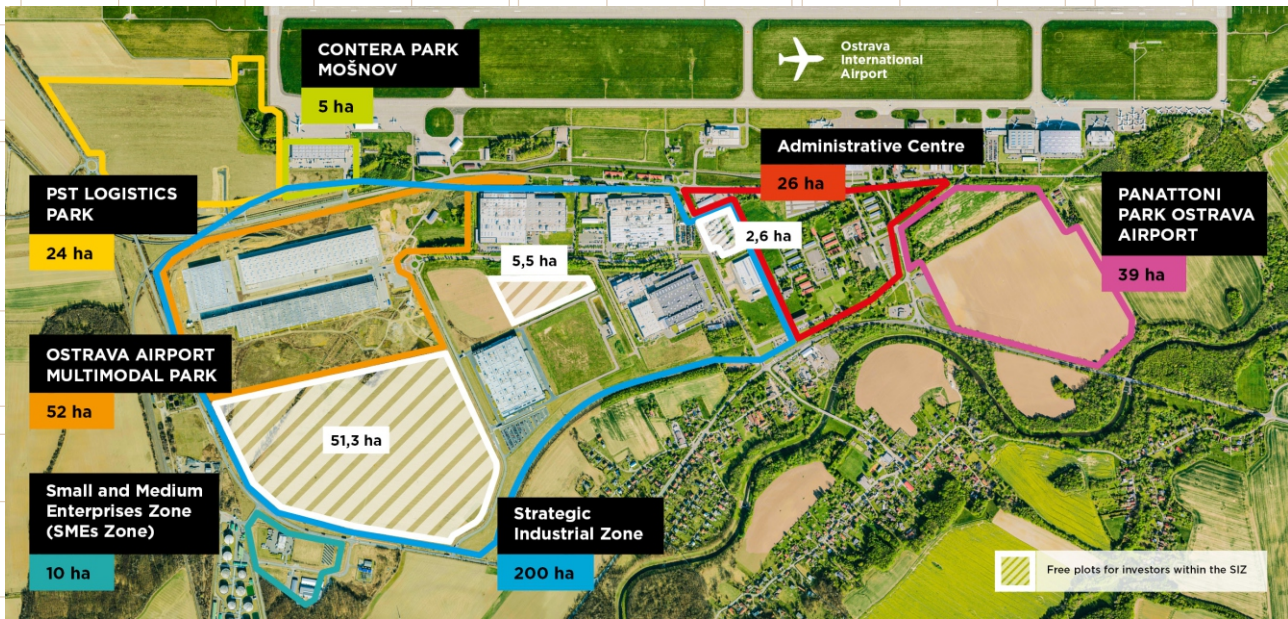 CONTERA PARK
MOŠNOV
5 ha
Ostrava
International
Airport
Administrative Centre
26 ha
PST LOGISTICS
PARK
24 ha
PANATTONI
PARK OSTRAVA
AIRPORT
39 ha
2,6 ha
5,5 ha
OSTRAVA AIRPORT
MULTIMODAL PARK
52 ha
51,3 ha
Small and Medium
Enterprises Zone
(SMEs Zone)
10 ha
Strategic
Industrial Zone
200 ha
Free plots for investors within the SIZ